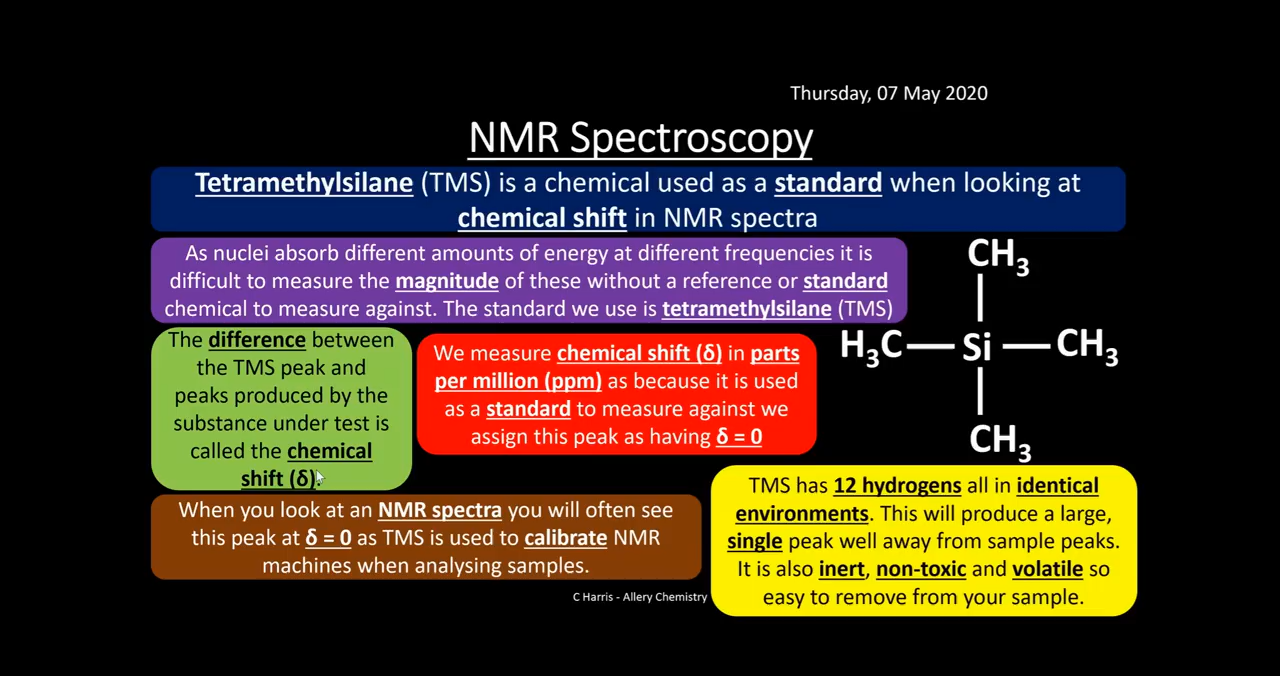 Thursday, 07 May 2020
NMR Spectroscopy
Tetramethylsilane (TMS) is a chemical used as a standard when looking at
chemical shift in NMR spectra
As nuclei absorb different amounts of energy at different frequencies it is
difficult to measure the magnitude of these without a reference or standard
chemical to measure against. The standard we use is tetramethylsilane (TMS)
The difference between
the TMS peak and
peaks produced by the
substance under test is
called the chemical
shift (δ).
We measure chemical shift (δ) in parts
per million (ppm) as because it is used
as a standard to measure against we
assign this peak as having δ = 0
CH₃
H₃C Si CH₃
CH₃
When you look at an NMR spectra you will often see
this peak at δ = 0 as TMS is used to calibrate NMR
machines when analysing samples.
TMS has 12 hydrogens all in identical
environments. This will produce a large,
single peak well away from sample peaks.
It is also inert, non-toxic and volatile so
easy to remove from your sample.
C Harris - Allery Chemistry